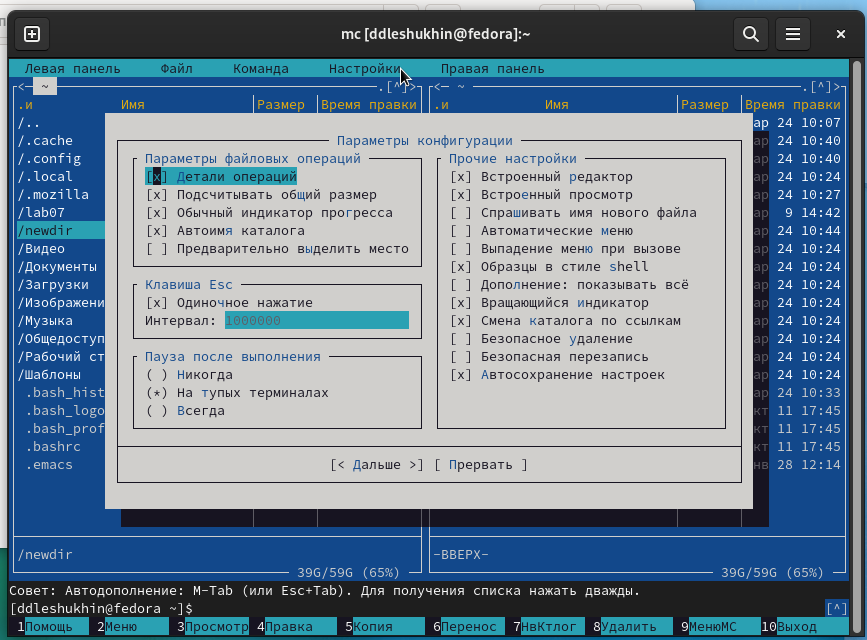 mc [ddleshukhin@fedora]:~
Левая панель Файл Команда Настройки Правая панель
<- ~ .[^]> <- ~ .[^]>
.и Имя Размер Время правки .и Имя Размер Время правки
/.. ар 24 10:07
Параметры конфигурации
/.cache ар 24 10:40
Параметры файловых операций Прочие настройки
/.config ар 24 10:40
/.local [x] Детали операций [x] Встроенный редактор ар 24 10:24
/.mozilla [x] Подсчитывать общий размер [x] Встроенный просмотр ар 24 10:27
/lab07 [x] Обычный индикатор прогресса [ ] Спрашивать имя нового файла 9 14:42
/newdir [x] Автоимя каталога [ ] Автоматические меню ар 24 10:44
/Видео [ ] Предварительно выделить место [ ] Выпадение меню при вызове ар 24 10:24
/Документы [x] Образцы в стиле shell ар 24 10:24
/Загрузки Клавиша Esc [ ] Дополнение: показывать всё ар 24 10:24
/Изображени [x] Одиночное нажатие [x] Вращающийся индикатор ар 24 10:24
/Музыка Интервал: 1000000 [x] Смена каталога по ссылкам ар 24 10:24
/Общедоступ [ ] Безопасное удаление ар 24 10:24
/Рабочий ст Пауза после выполнения [ ] Безопасная перезапись ар 24 10:24
/Шаблоны ( ) Никогда [x] Автосохранение настроек ар 24 10:24
.bash_hist (*) На тупых терминалах ар 24 10:33
.bash_logo ( ) Всегда кт 11 17:45
.bash_prof кт 11 17:45
.bashrc кт 11 17:45
.emacs [< Дальше >] [ Прервать ] нв 28 12:14
/newdir -ВВЕРХ-
39G/59G (65%) 39G/59G (65%)
Совет: Автодополнение: M-Tab (или Esc+Tab). Для получения списка нажать дважды.
[ddleshukhin@fedora ~]$ [^]
1Помощь 2Меню 3Просмотр 4Правка 5Копия 6Перенос 7НвКтлог 8Удалить 9МенюМС 10Выход